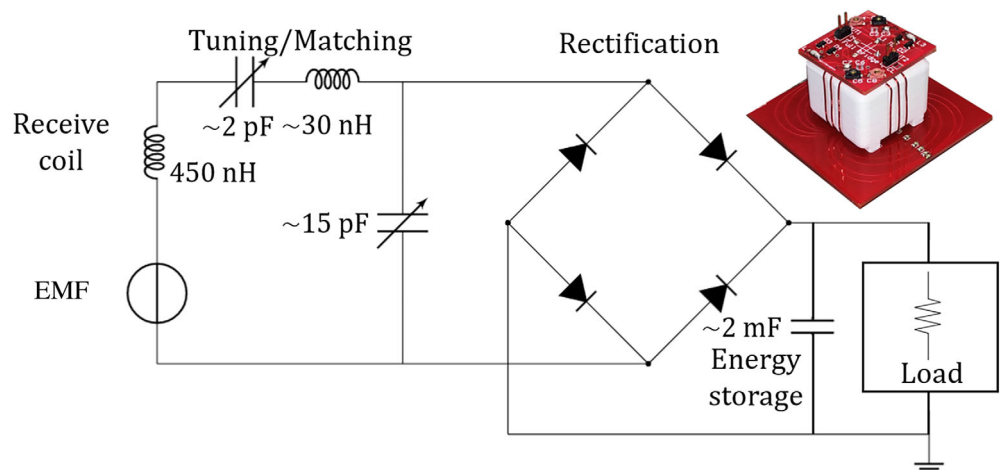 Tuning/Matching
Rectification
~2 pF ~30 nH
Receive
coil
450 nH
~15 pF
EMF
~2 mF
Energy
storage
Load